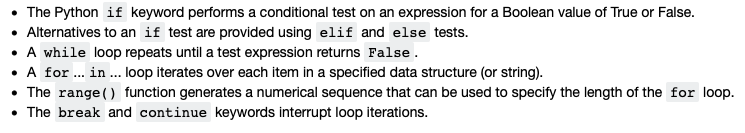 • The Python if keyword performs a conditional test on an expression for a Boolean value of True or False.
• Alternatives to an if test are provided using elif and else tests.
• A while loop repeats until a test expression returns False.
• A for ... in ... loop iterates over each item in a specified data structure (or string).
• The range() function generates a numerical sequence that can be used to specify the length of the for loop.
• The break and continue keywords interrupt loop iterations.